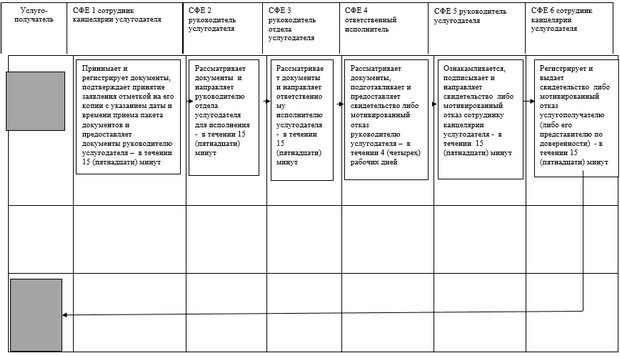 Услуго-
получатель
СФЕ 1 сотрудник
канцелярии услугодателя
СФЕ 2
руководитель
услугодателя
СФЕ 3
руководитель
отдела
услугодателя
СФЕ 4
ответственный
исполнитель
СФЕ 5 руководитель
услугодателя
СФЕ 6 сотрудник
канцелярии
услугодателя
Принимает и
регистрирует документы,
подтверждает принятие
заявления отметкой на его
копии с указанием даты и
времени приема пакета
документов и
предоставляет
документы руководителю
услугодателя – в течении
15 (пятнадцати) минут
Рассматривает
документы и
направляет
руководителю
отдела
услугодателя
для исполнения
- в течении 15
(пятнадцати)
минут
Рассматривае
т документы
и направляет
ответственно
му
исполнителю
услугодателя
- в течении
15
(пятнадцати)
минут
Рассматривает
документы,
подготавливает и
предоставляет
свидетельство либо
мотивированный
отказ
руководителю
услугодателя –
в течении 4 (четырех)
рабочих дней
Ознакамливается,
подписывает и
направляет
свидетельство либо
мотивированный
отказ сотруднику
канцелярии
услугодателя - в
течении 15
(пятнадцати) минут
Регистрирует и
выдает
свидетельство либо
мотивированный
отказ
услугополучателю
(либо его
представителю по
доверенности) - в
течении 15
(пятнадцати) минут